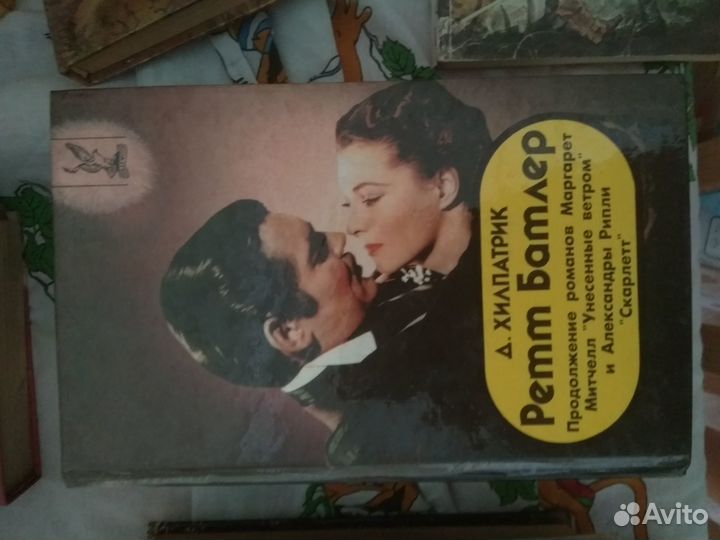 Д. ХИЛПАТРИК
Ретт Батлер
Продолжение романов Маргарет
Митчелл "Унесенные ветром"
и Александры Рипли
"Скарлетт"
Avito